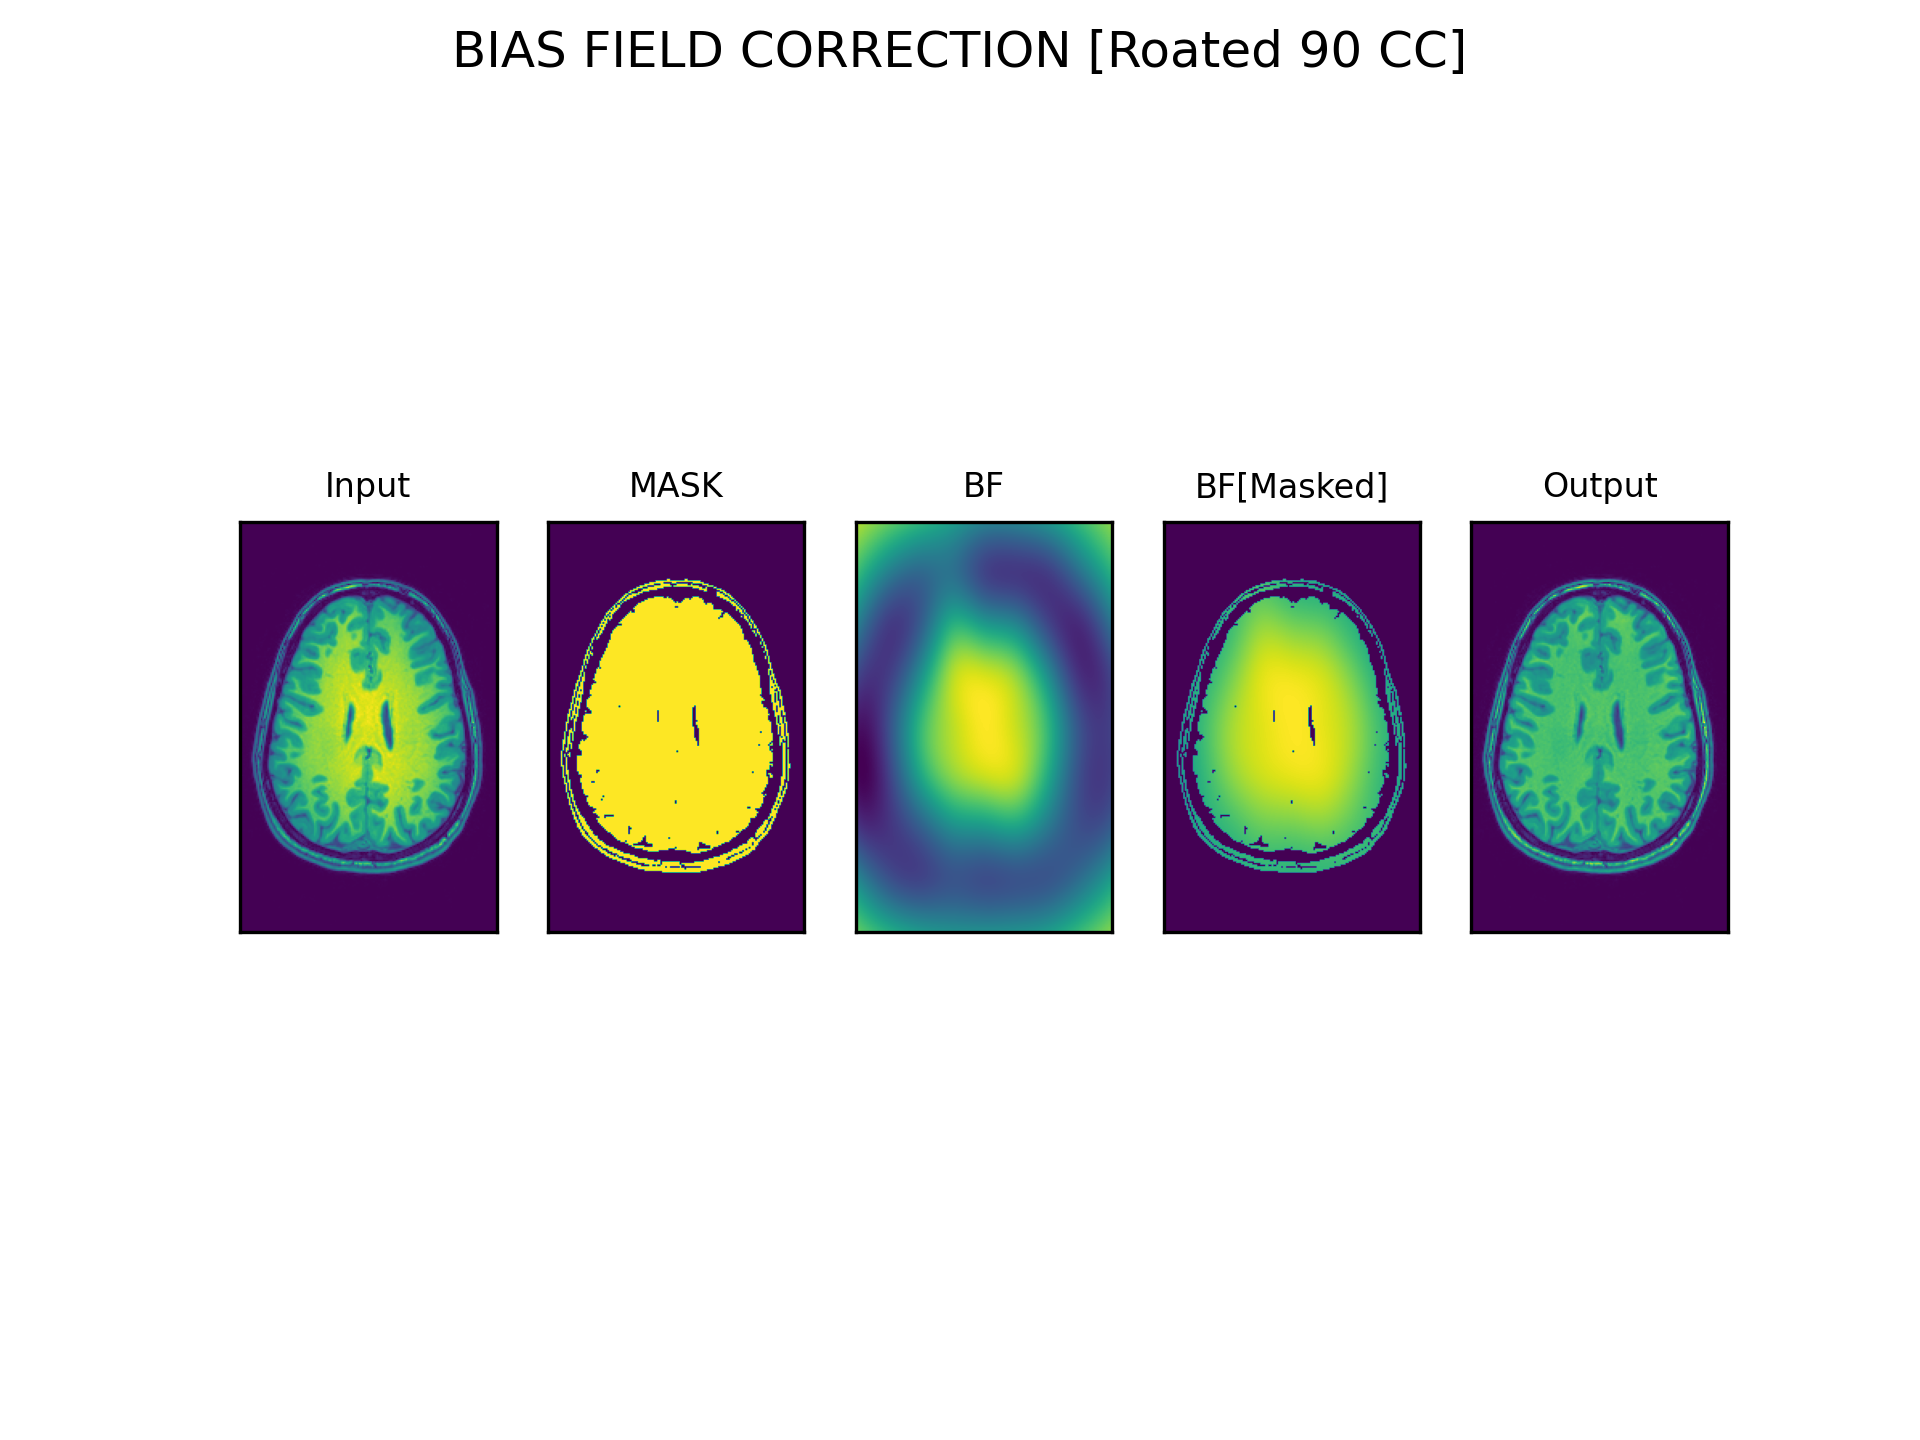 BIAS FIELD CORRECTION [Roated 90 CC]
Input
MASK
BF
BF[Masked]
Output